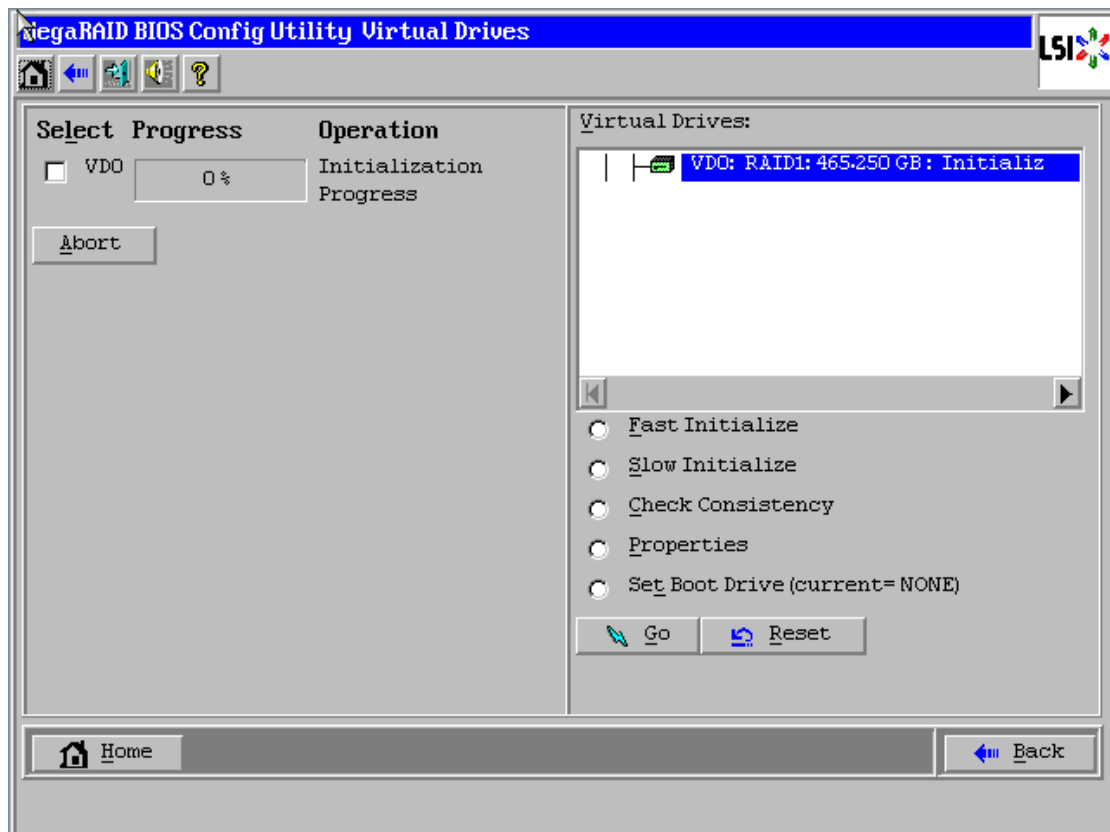 MegaRAID BIOS Config Utility Virtual Drives
LSI
Select Progress Operation
VD0 0% Initialization
Progress
Abort
Virtual Drives:
VD0: RAID1: 465.250 GB: Initializ
Fast Initialize
Slow Initialize
Check Consistency
Properties
Set Boot Drive (current= NONE)
Go Reset
Home Back